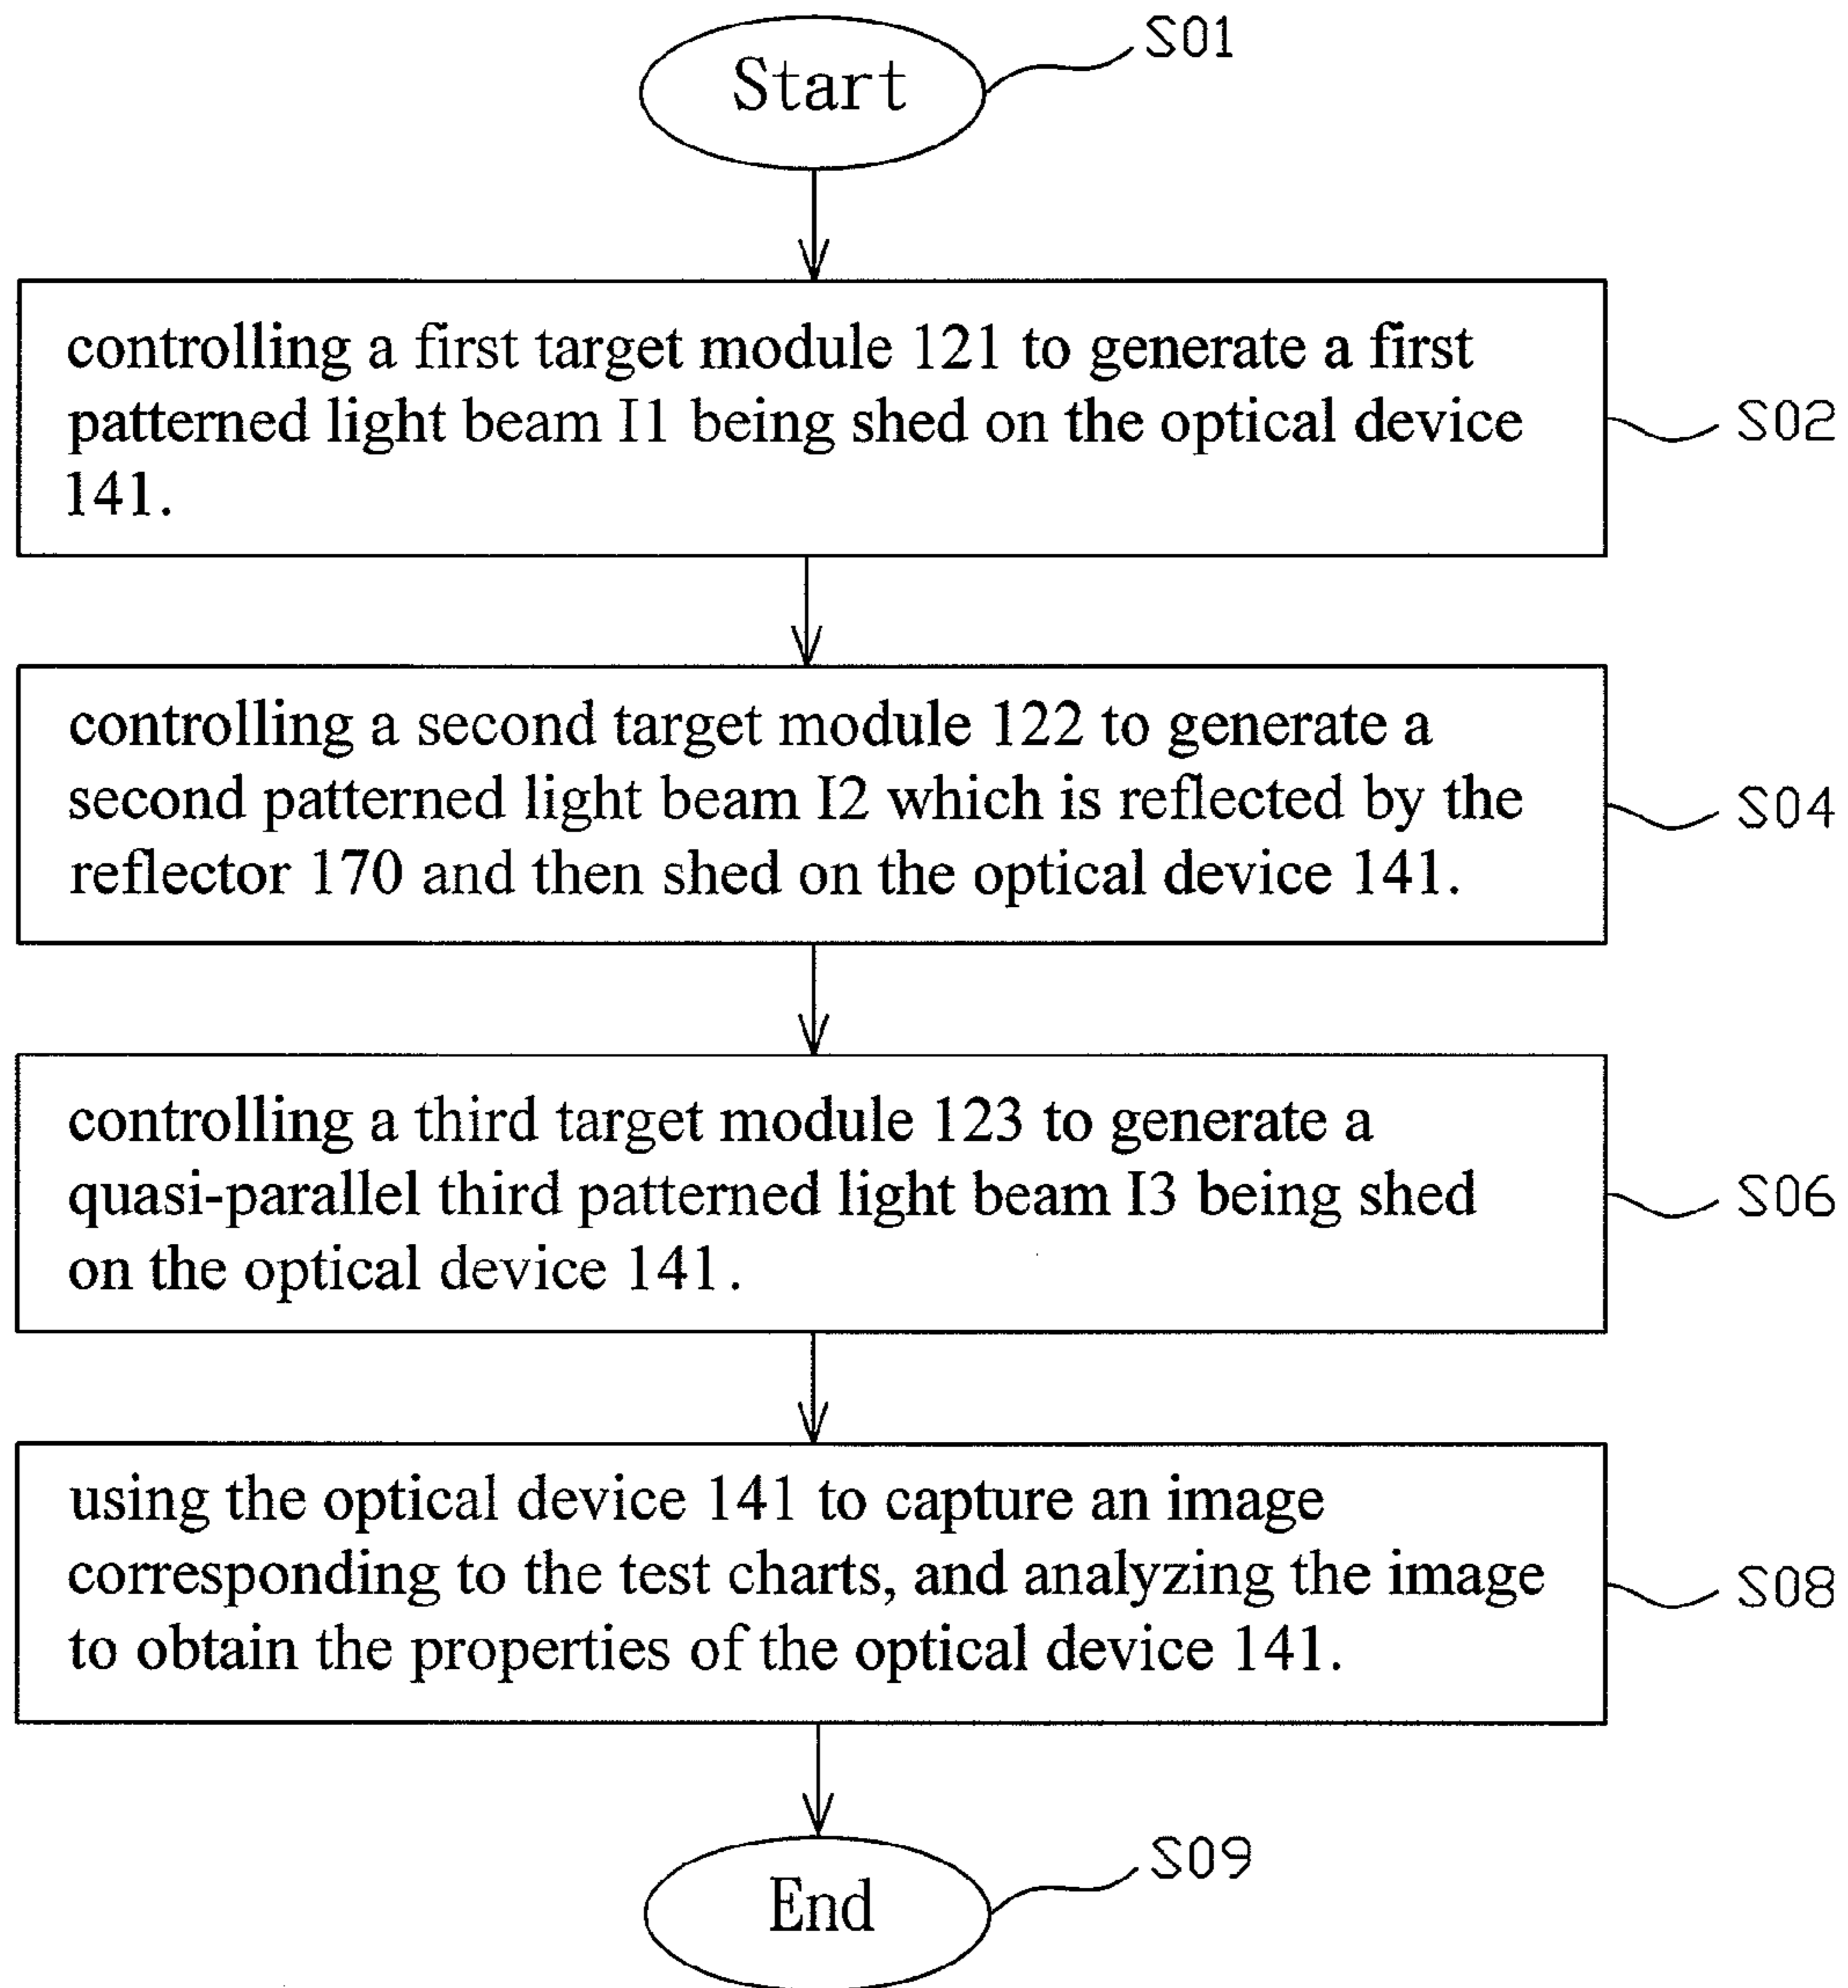 Start
S01
controlling a first target module 121 to generate a first
patterned light beam I1 being shed on the optical device
141.
S02
controlling a second target module 122 to generate a
second patterned light beam I2 which is reflected by the
reflector 170 and then shed on the optical device 141.
S04
controlling a third target module 123 to generate a
quasi-parallel third patterned light beam I3 being shed
on the optical device 141.
S06
using the optical device 141 to capture an image
corresponding to the test charts, and analyzing the image
to obtain the properties of the optical device 141.
S08
End
S09